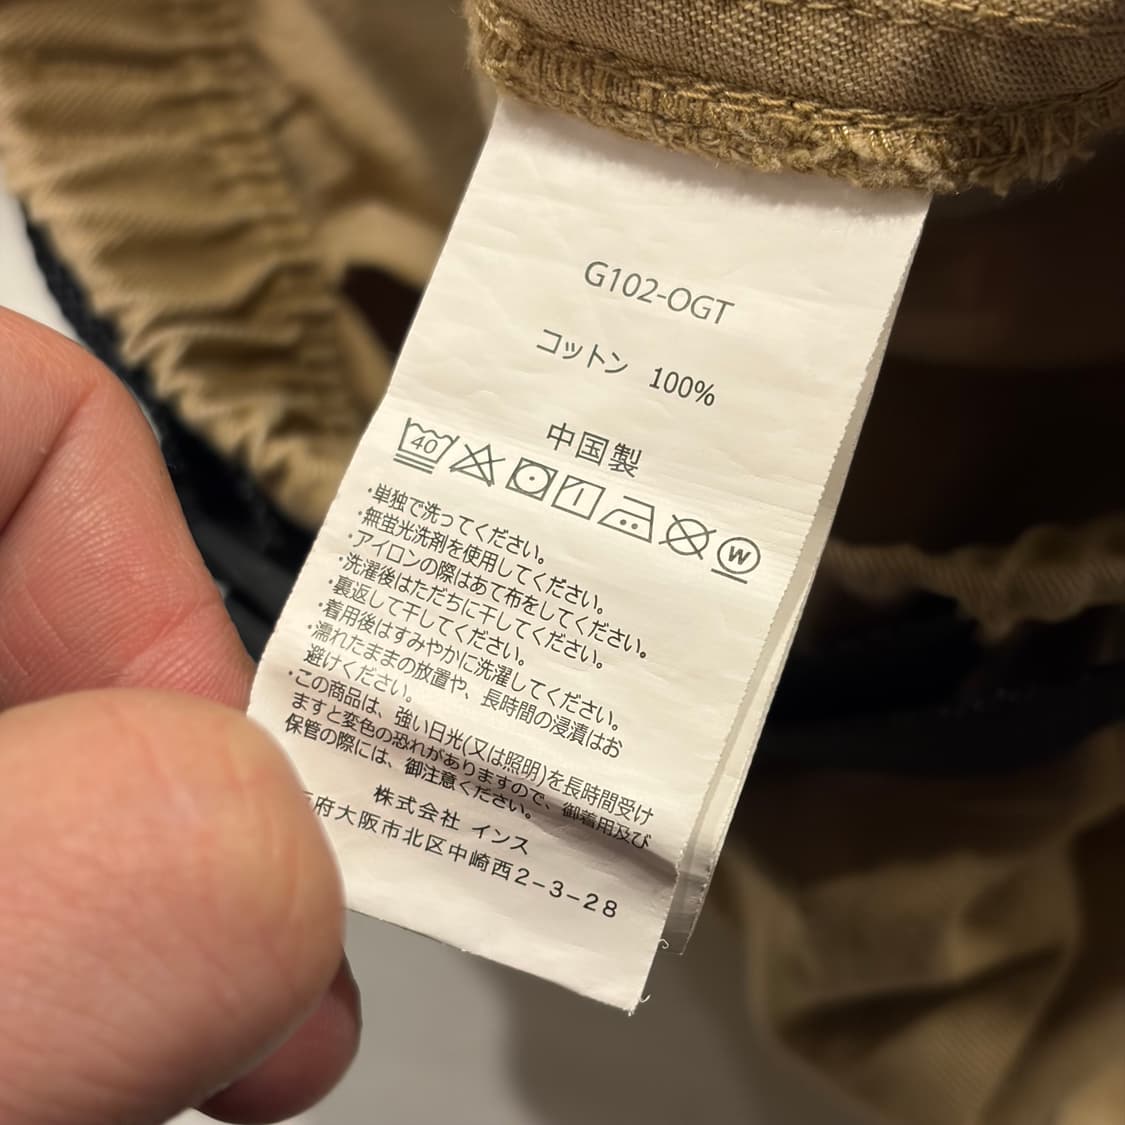 G102-OGT
コットン 100%
中国製
40 W
・単独で洗ってください。
・無蛍光洗剤を使用してください。
・アイロンの際はあて布をしてください。
・洗濯後はただちに干してください。
・裏返して干してください。
・着用後はすみやかに洗濯してください。
・濡れたままの放置や、長時間の浸漬はお
避けください。
・この商品は、強い日光(又は照明)を長時間受け
ますと変色の恐れがありますので、御着用及び
保管の際には、御注意ください。
株式会社 インス
府大阪市北区中崎西2-3-28